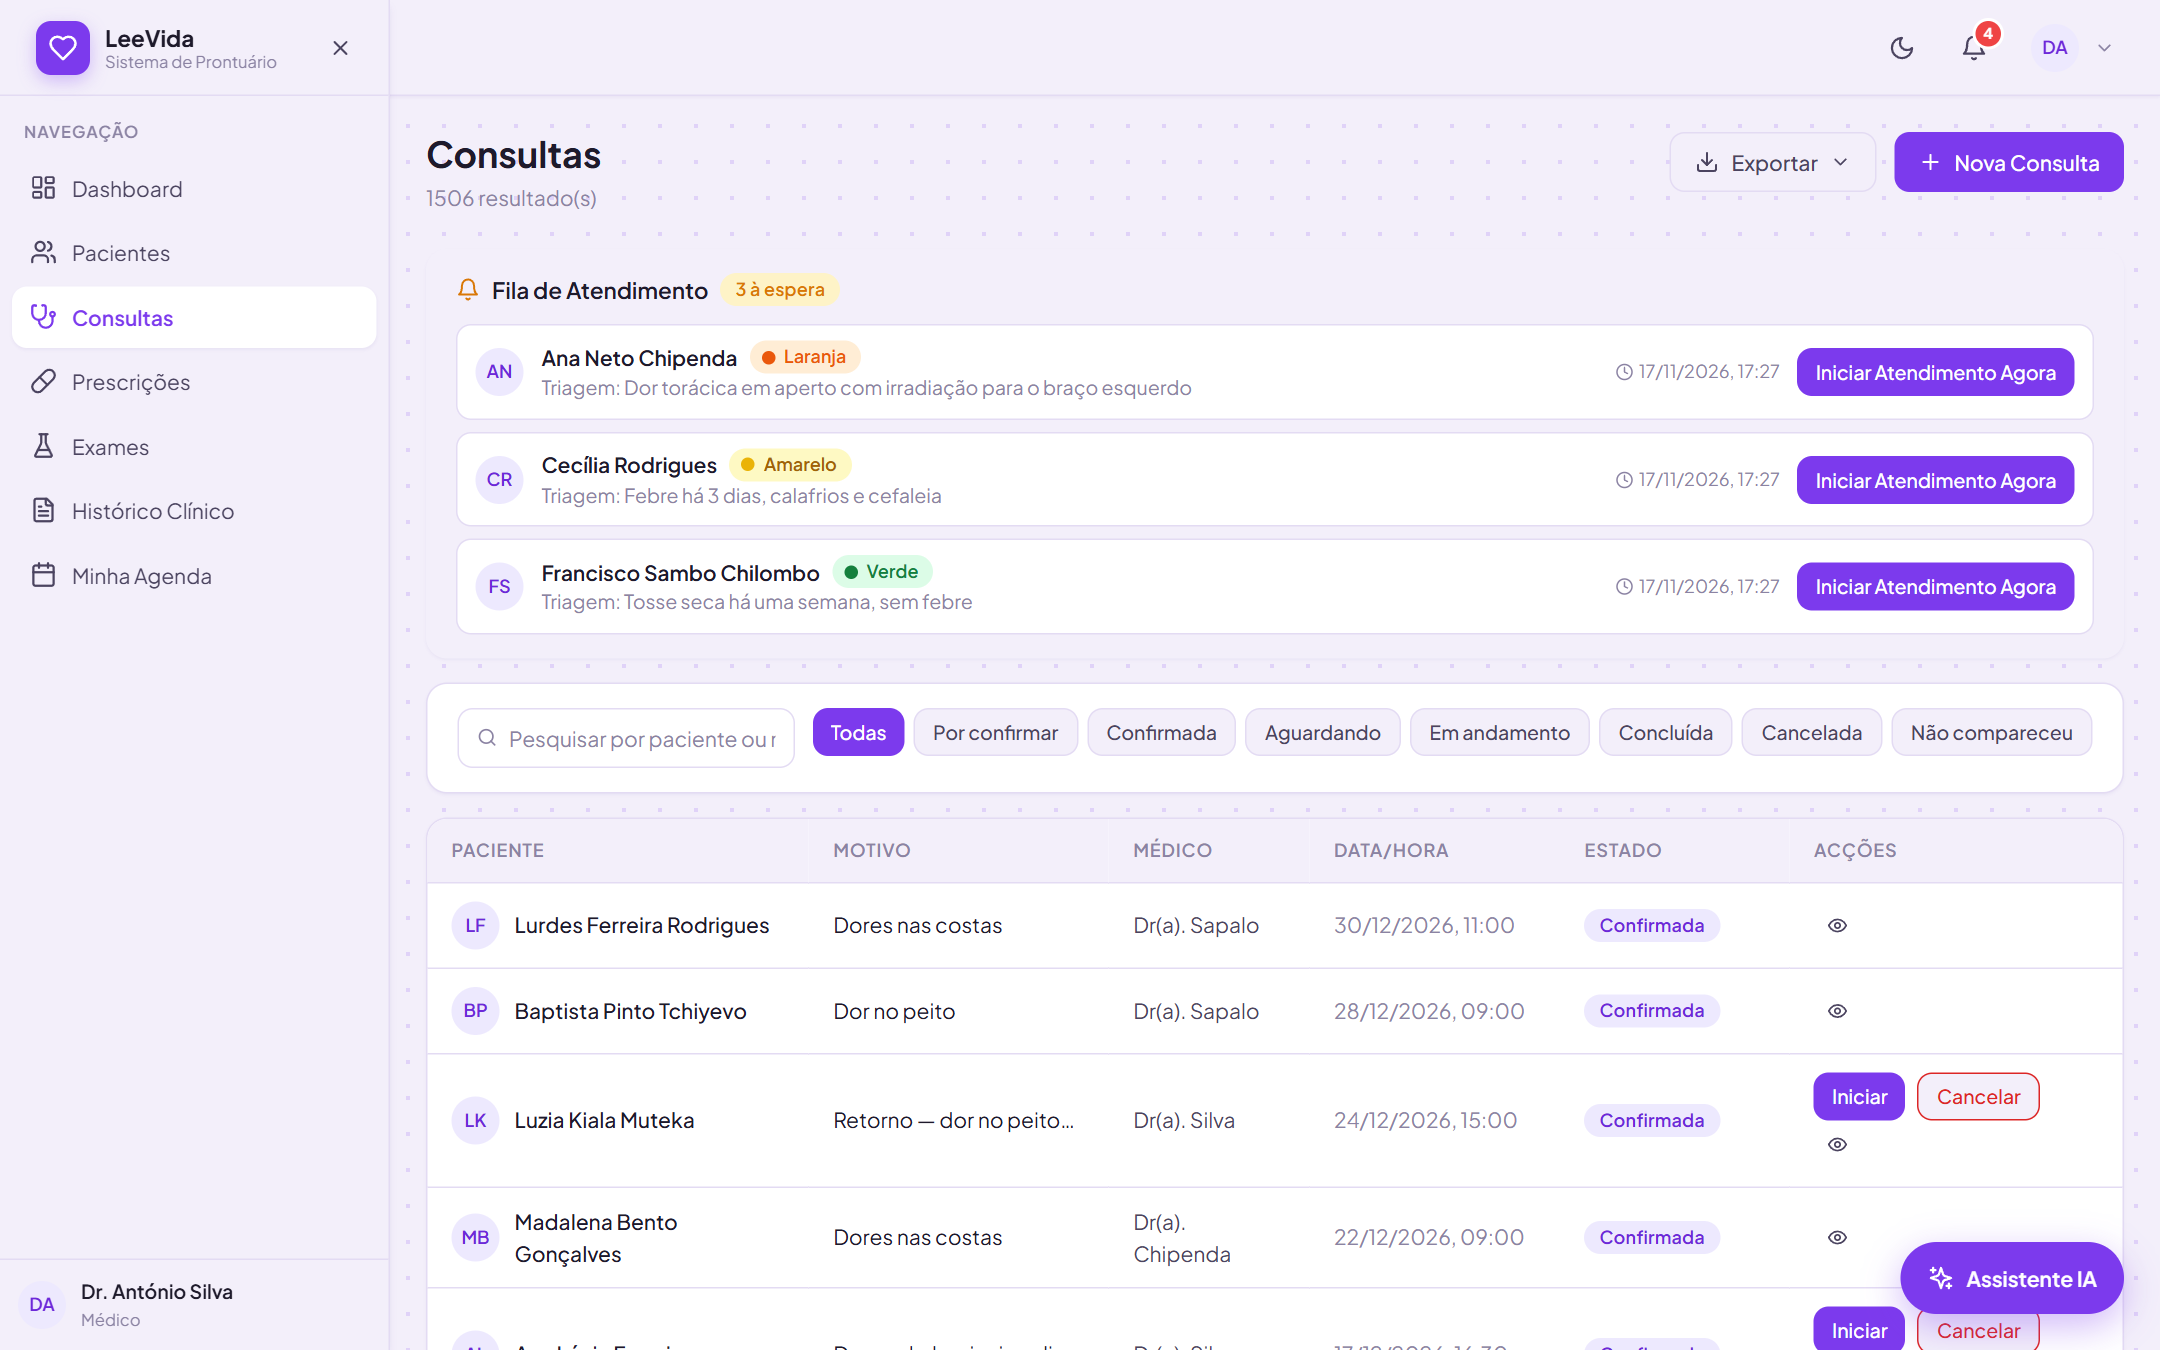 LeeVida
Sistema de Prontuário
4
DA
NAVEGAÇÃO
Dashboard
Pacientes
Consultas
Prescrições
Exames
Histórico Clínico
Minha Agenda
DA
Dr. António Silva
Médico
Consultas
1506 resultado(s)
Exportar
Nova Consulta
Fila de Atendimento
3 à espera
AN
Ana Neto Chipenda
Laranja
Triagem: Dor torácica em aperto com irradiação para o braço esquerdo
17/11/2026, 17:27
Iniciar Atendimento Agora
CR
Cecília Rodrigues
Amarelo
Triagem: Febre há 3 dias, calafrios e cefaleia
17/11/2026, 17:27
Iniciar Atendimento Agora
FS
Francisco Sambo Chilombo
Verde
Triagem: Tosse seca há uma semana, sem febre
17/11/2026, 17:27
Iniciar Atendimento Agora
Pesquisar por paciente ou
Todas
Por confirmar
Confirmada
Aguardando
Em andamento
Concluída
Cancelada
Não compareceu
PACIENTE
MOTIVO
MÉDICO
DATA/HORA
ESTADO
ACÇÕES
LF
Lurdes Ferreira Rodrigues
Dores nas costas
Dr(a). Sapalo
30/12/2026, 11:00
Confirmada
BP
Baptista Pinto Tchiyevo
Dor no peito
Dr(a). Sapalo
28/12/2026, 09:00
Confirmada
LK
Luzia Kiala Muteka
Retorno — dor no peito...
Dr(a). Silva
24/12/2026, 15:00
Confirmada
Iniciar
Cancelar
MB
Madalena Bento
Gonçalves
Dores nas costas
Dr(a).
Chipenda
22/12/2026, 09:00
Confirmada
Assistente IA
Iniciar
Cancelar